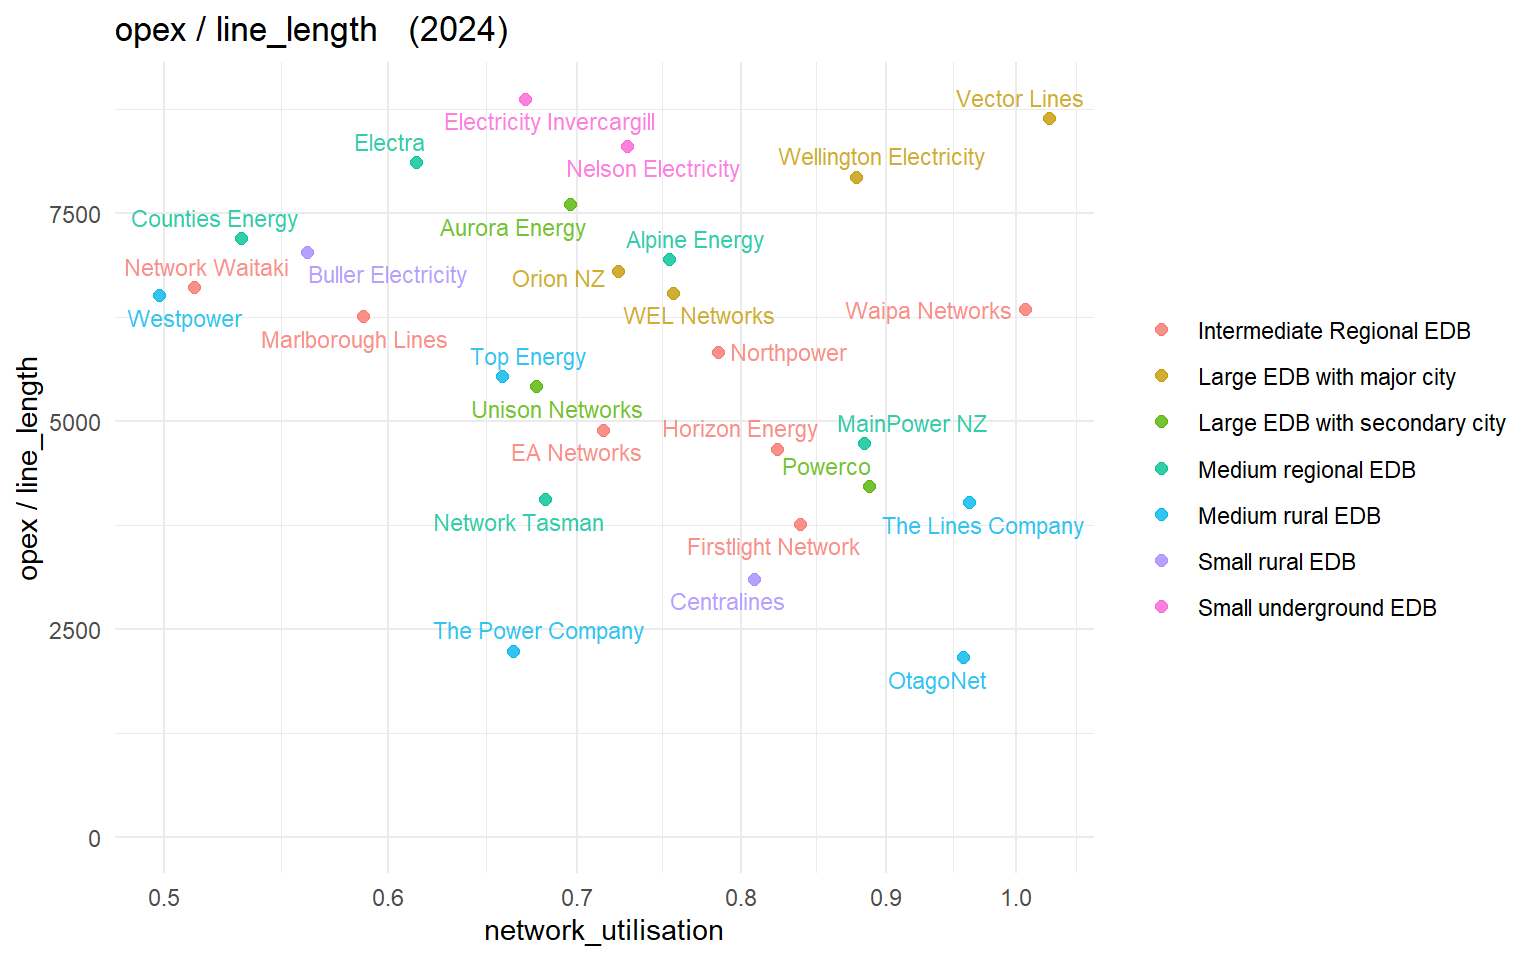 opex / line_length   (2024)
Vector Lines
Electricity Invercargill
Electra
Wellington Electricity
Nelson Electricity
7500
Counties Energy
Aurora Energy
Alpine Energy
Network Waitaki
Buller Electricity
Orion NZ
Westpower
WEL Networks
Waipa Networks
Marlborough Lines
Top Energy
Northpower
Unison Networks
5000
Horizon Energy
MainPower NZ
EA Networks
Powerco
Network Tasman
The Lines Company
Firstlight Network
Centralines
2500
The Power Company
OtagoNet
0
opex / line_length
0.5 0.6 0.7 0.8 0.9 1.0
network_utilisation
Intermediate Regional EDB
Large EDB with major city
Large EDB with secondary city
Medium regional EDB
Medium rural EDB
Small rural EDB
Small underground EDB